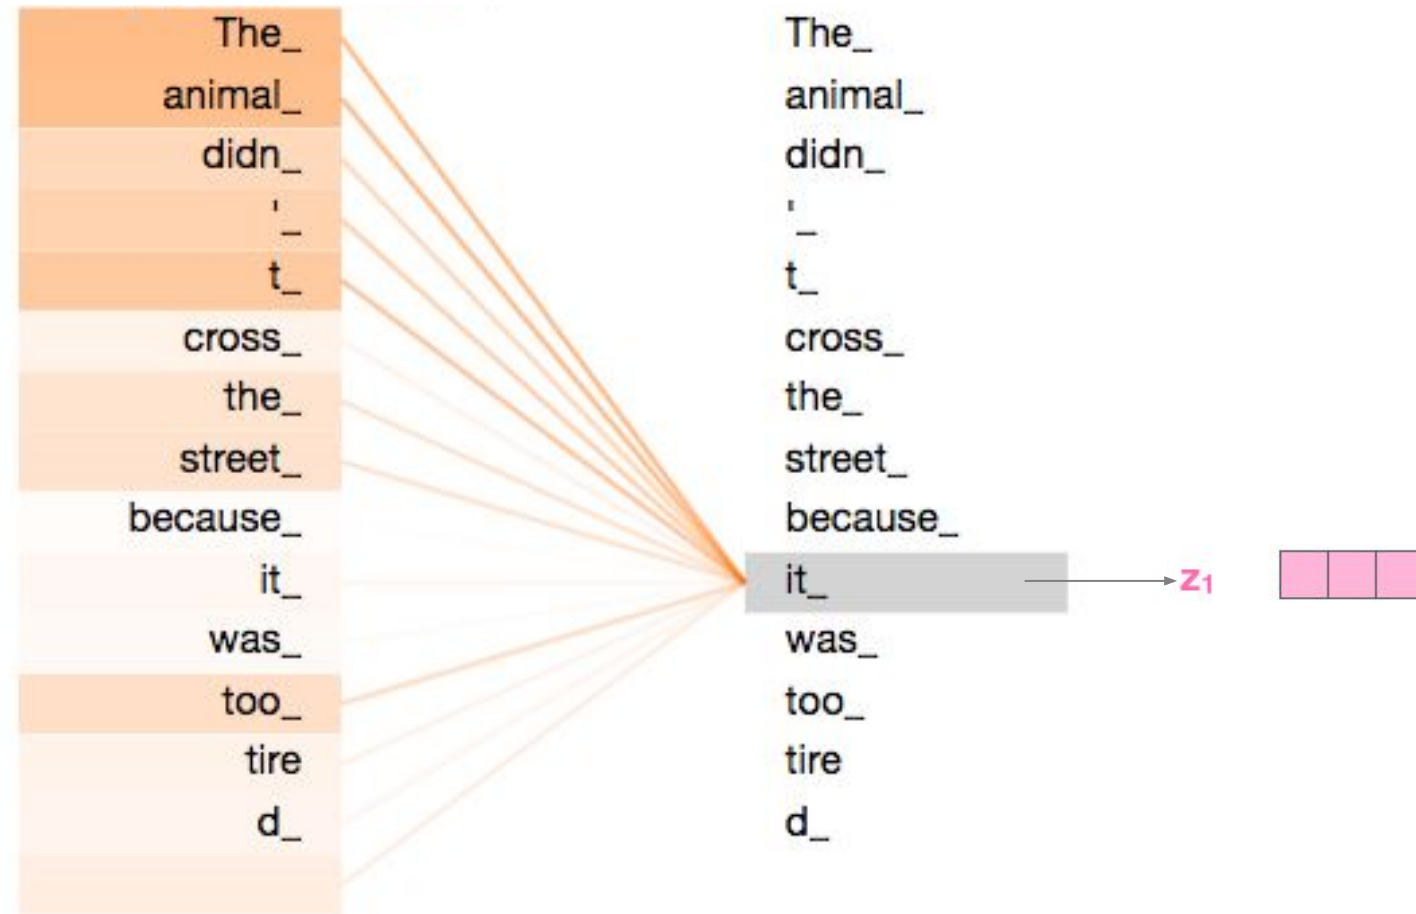 The_ The_
animal_ animal_
didn_ didn_
'_ '_
t_ t_
cross_ cross_
the_ the_
street_ street_
because_ because_
it_ it_ z₁
was_ was_
too_ too_
tire tire
d_ d_